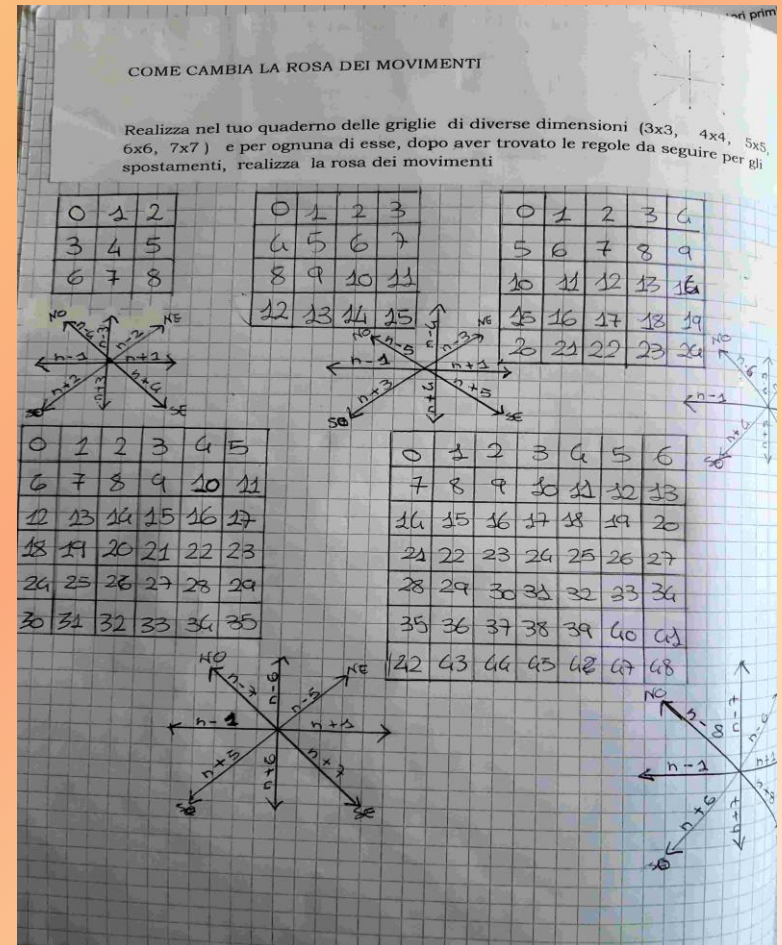 COME CAMBIA LA ROSA DEI MOVIMENTI
Realizza nel tuo quaderno delle griglie di diverse dimensioni (3x3, 4x4, 5x5,
6x6, 7x7 ) e per ognuna di esse, dopo aver trovato le regole da seguire per gli
spostamenti, realizza la rosa dei movimenti
0 1 2
3 4 5
6 7 8
NO n-4 n-3 n-2 NE
n-1 n+1
n+2 n+3 n+4
SO SE
0 1 2 3
4 5 6 7
8 9 10 11
12 13 14 15
NO n-5 n-4 n-3 NE
n-1 n+1
n+3 n+4 n+5
SO SE
0 1 2 3 4
5 6 7 8 9
10 11 12 13 14
15 16 17 18 19
20 21 22 23 24
NO n-6
n-1
n+4 n+5
SO
0 1 2 3 4 5
6 7 8 9 10 11
12 13 14 15 16 17
18 19 20 21 22 23
24 25 26 27 28 29
30 31 32 33 34 35
NO n-7 n-6 n-5 NE
n-1 n+1
n+5 n+6 n+7
SO SE
0 1 2 3 4 5 6
7 8 9 10 11 12 13
14 15 16 17 18 19 20
21 22 23 24 25 26 27
28 29 30 31 32 33 34
35 36 37 38 39 40 41
42 43 44 45 46 47 48
NO n-8 n-7 n-6
n-1 n+1
n+6 n+7 n+8
SO